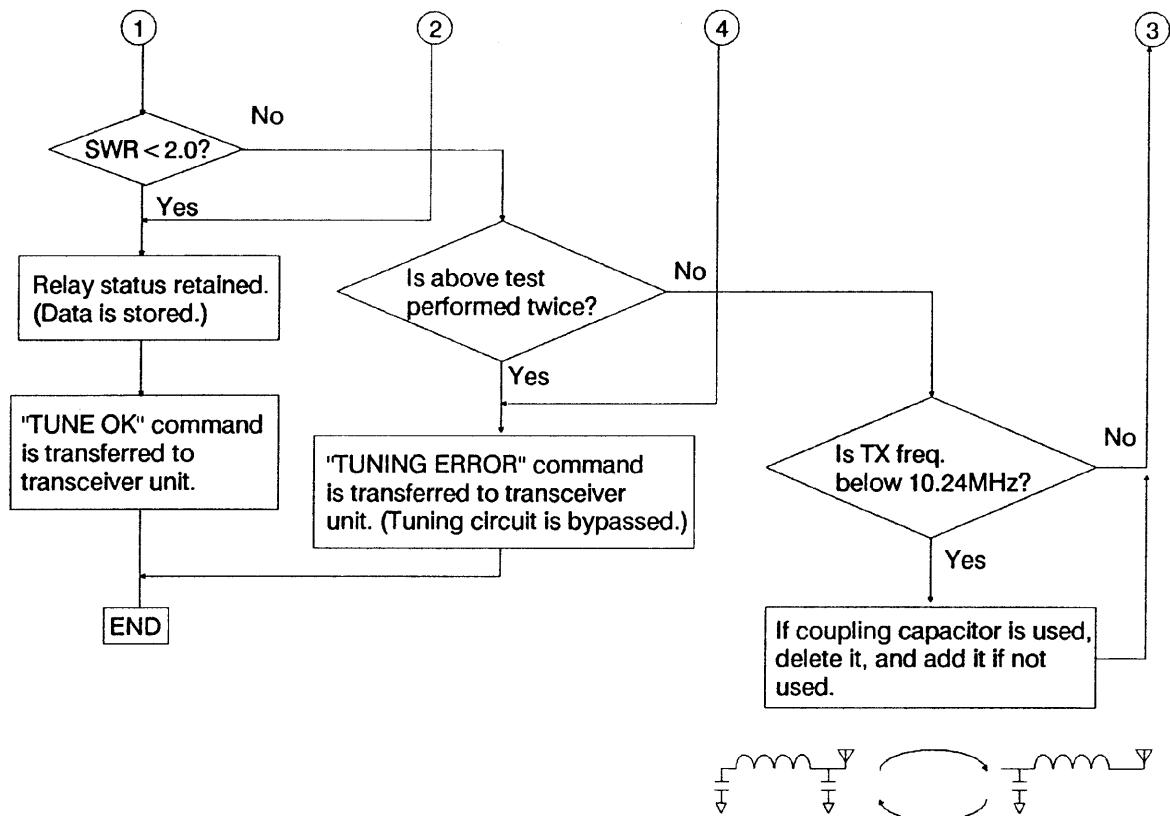 1
2
4
3
SWR < 2.0?
No
Yes
Relay status retained.
(Data is stored.)
"TUNE OK" command
is transferred to
transceiver unit.
END
Is above test
performed twice?
No
Yes
"TUNING ERROR" command
is transferred to transceiver
unit. (Tuning circuit is bypassed.)
Is TX freq.
below 10.24MHz?
No
Yes
If coupling capacitor is used,
delete it, and add it if not
used.